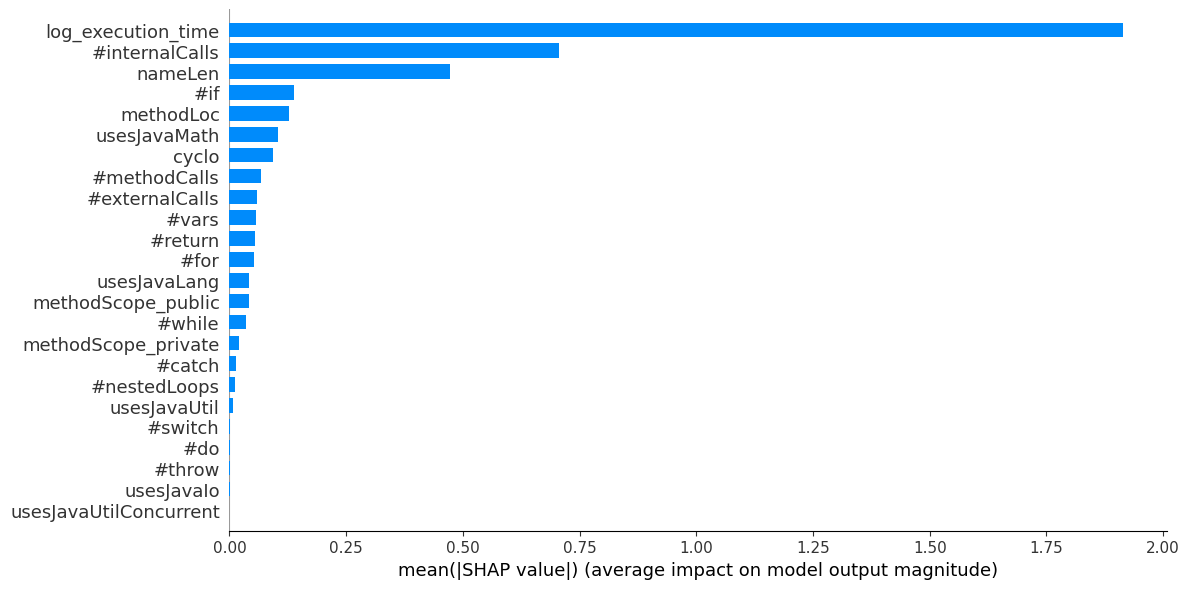 log_execution_time
#internalCalls
nameLen
#if
methodLoc
usesJavaMath
cyclo
#methodCalls
#externalCalls
#vars
#return
#for
usesJavaLang
methodScope_public
#while
methodScope_private
#catch
#nestedLoops
usesJavaUtil
#switch
#do
#throw
usesJavaIo
usesJavaUtilConcurrent
0.00 0.25 0.50 0.75 1.00 1.25 1.50 1.75 2.00
mean(|SHAP value|) (average impact on model output magnitude)